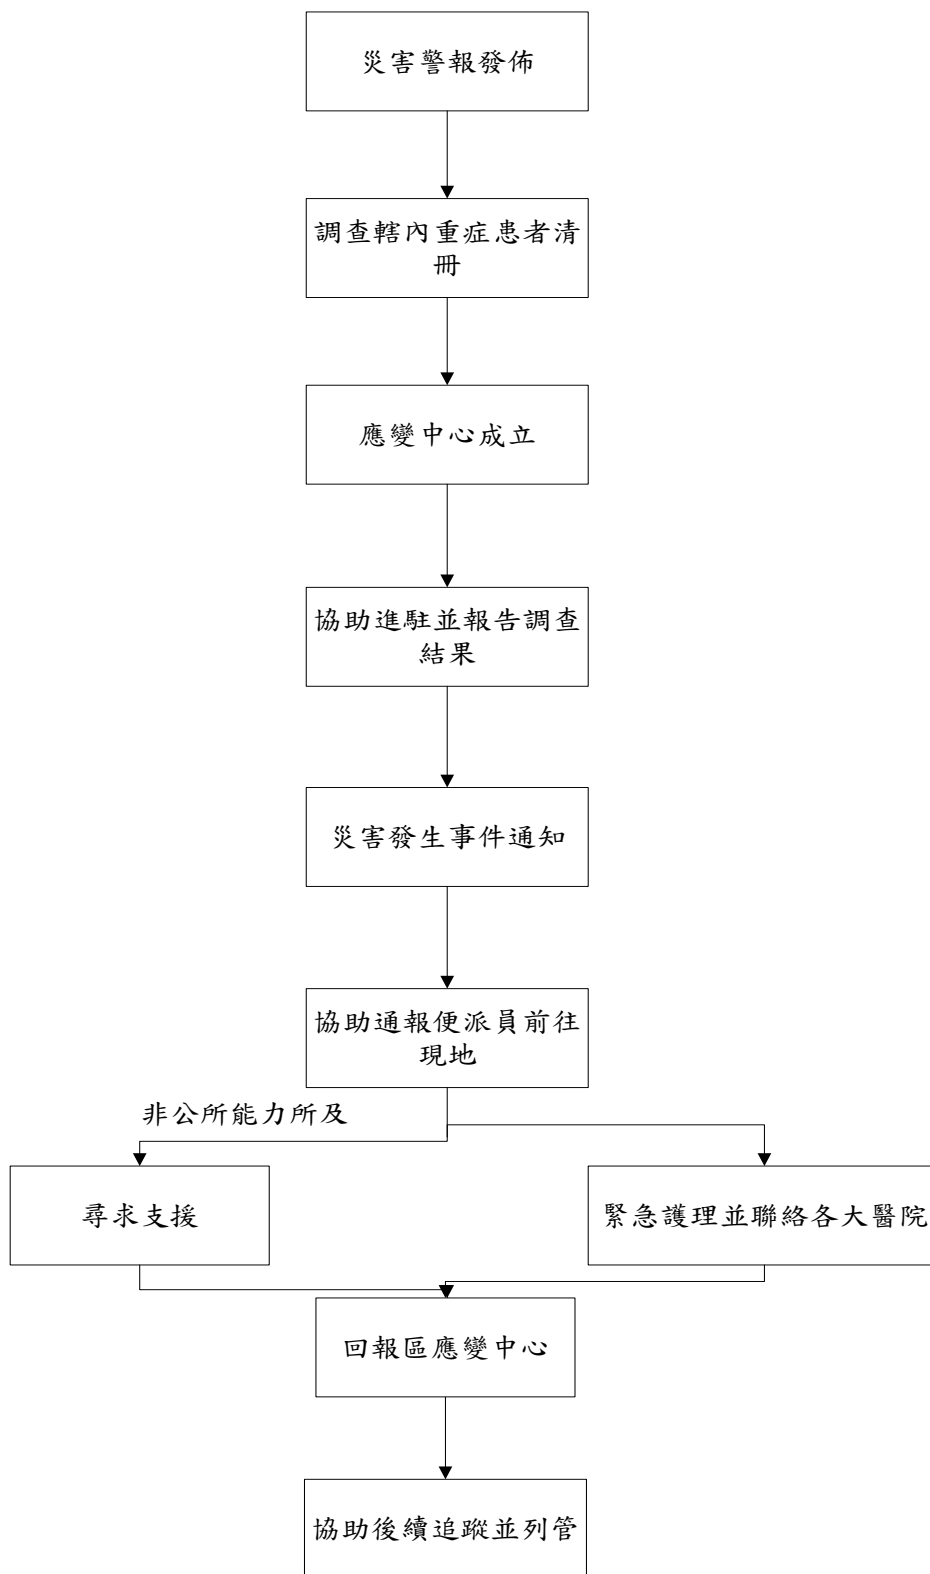 災害警報發佈
調查轄內重症患者清
冊
應變中心成立
協助進駐並報告調查
結果
災害發生事件通知
協助通報便派員前往
現地
非公所能力所及
尋求支援
緊急護理並聯絡各大醫院
回報區應變中心
協助後續追蹤並列管